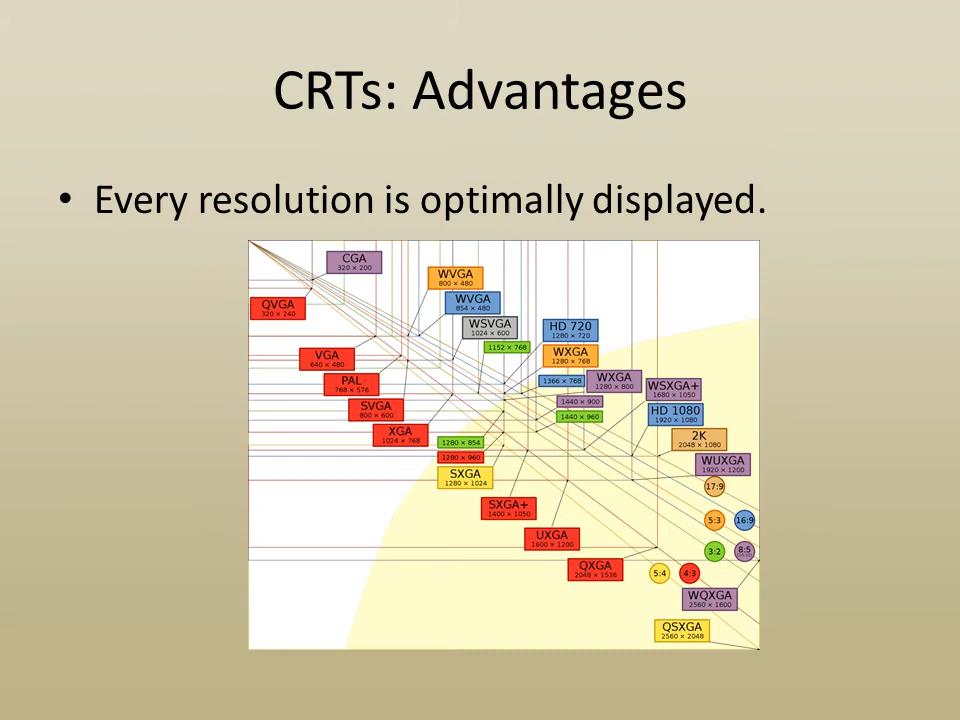 CRTs: Advantages
• Every resolution is optimally displayed.
CGA
320 × 200
QVGA
320 × 240
WVGA
800 × 480
WVGA
854 × 480
WSVGA
1024 × 600
1152 × 768
HD 720
1280 × 720
WXGA
1280 × 768
VGA
640 × 480
PAL
768 × 576
SVGA
800 × 600
XGA
1024 × 768
1366 × 768
WXGA
1280 × 800
1440 × 900
1440 × 960
WSXGA+
1680 × 1050
HD 1080
1920 × 1080
2K
2048 × 1080
WUXGA
1920 × 1200
1280 × 854
1280 × 960
SXGA
1280 × 1024
SXGA+
1400 × 1050
UXGA
1600 × 1200
QXGA
2048 × 1536
17:9
5:3
16:9
3:2
8:5
5:4
4:3
WQXGA
2560 × 1600
QSXGA
2560 × 2048